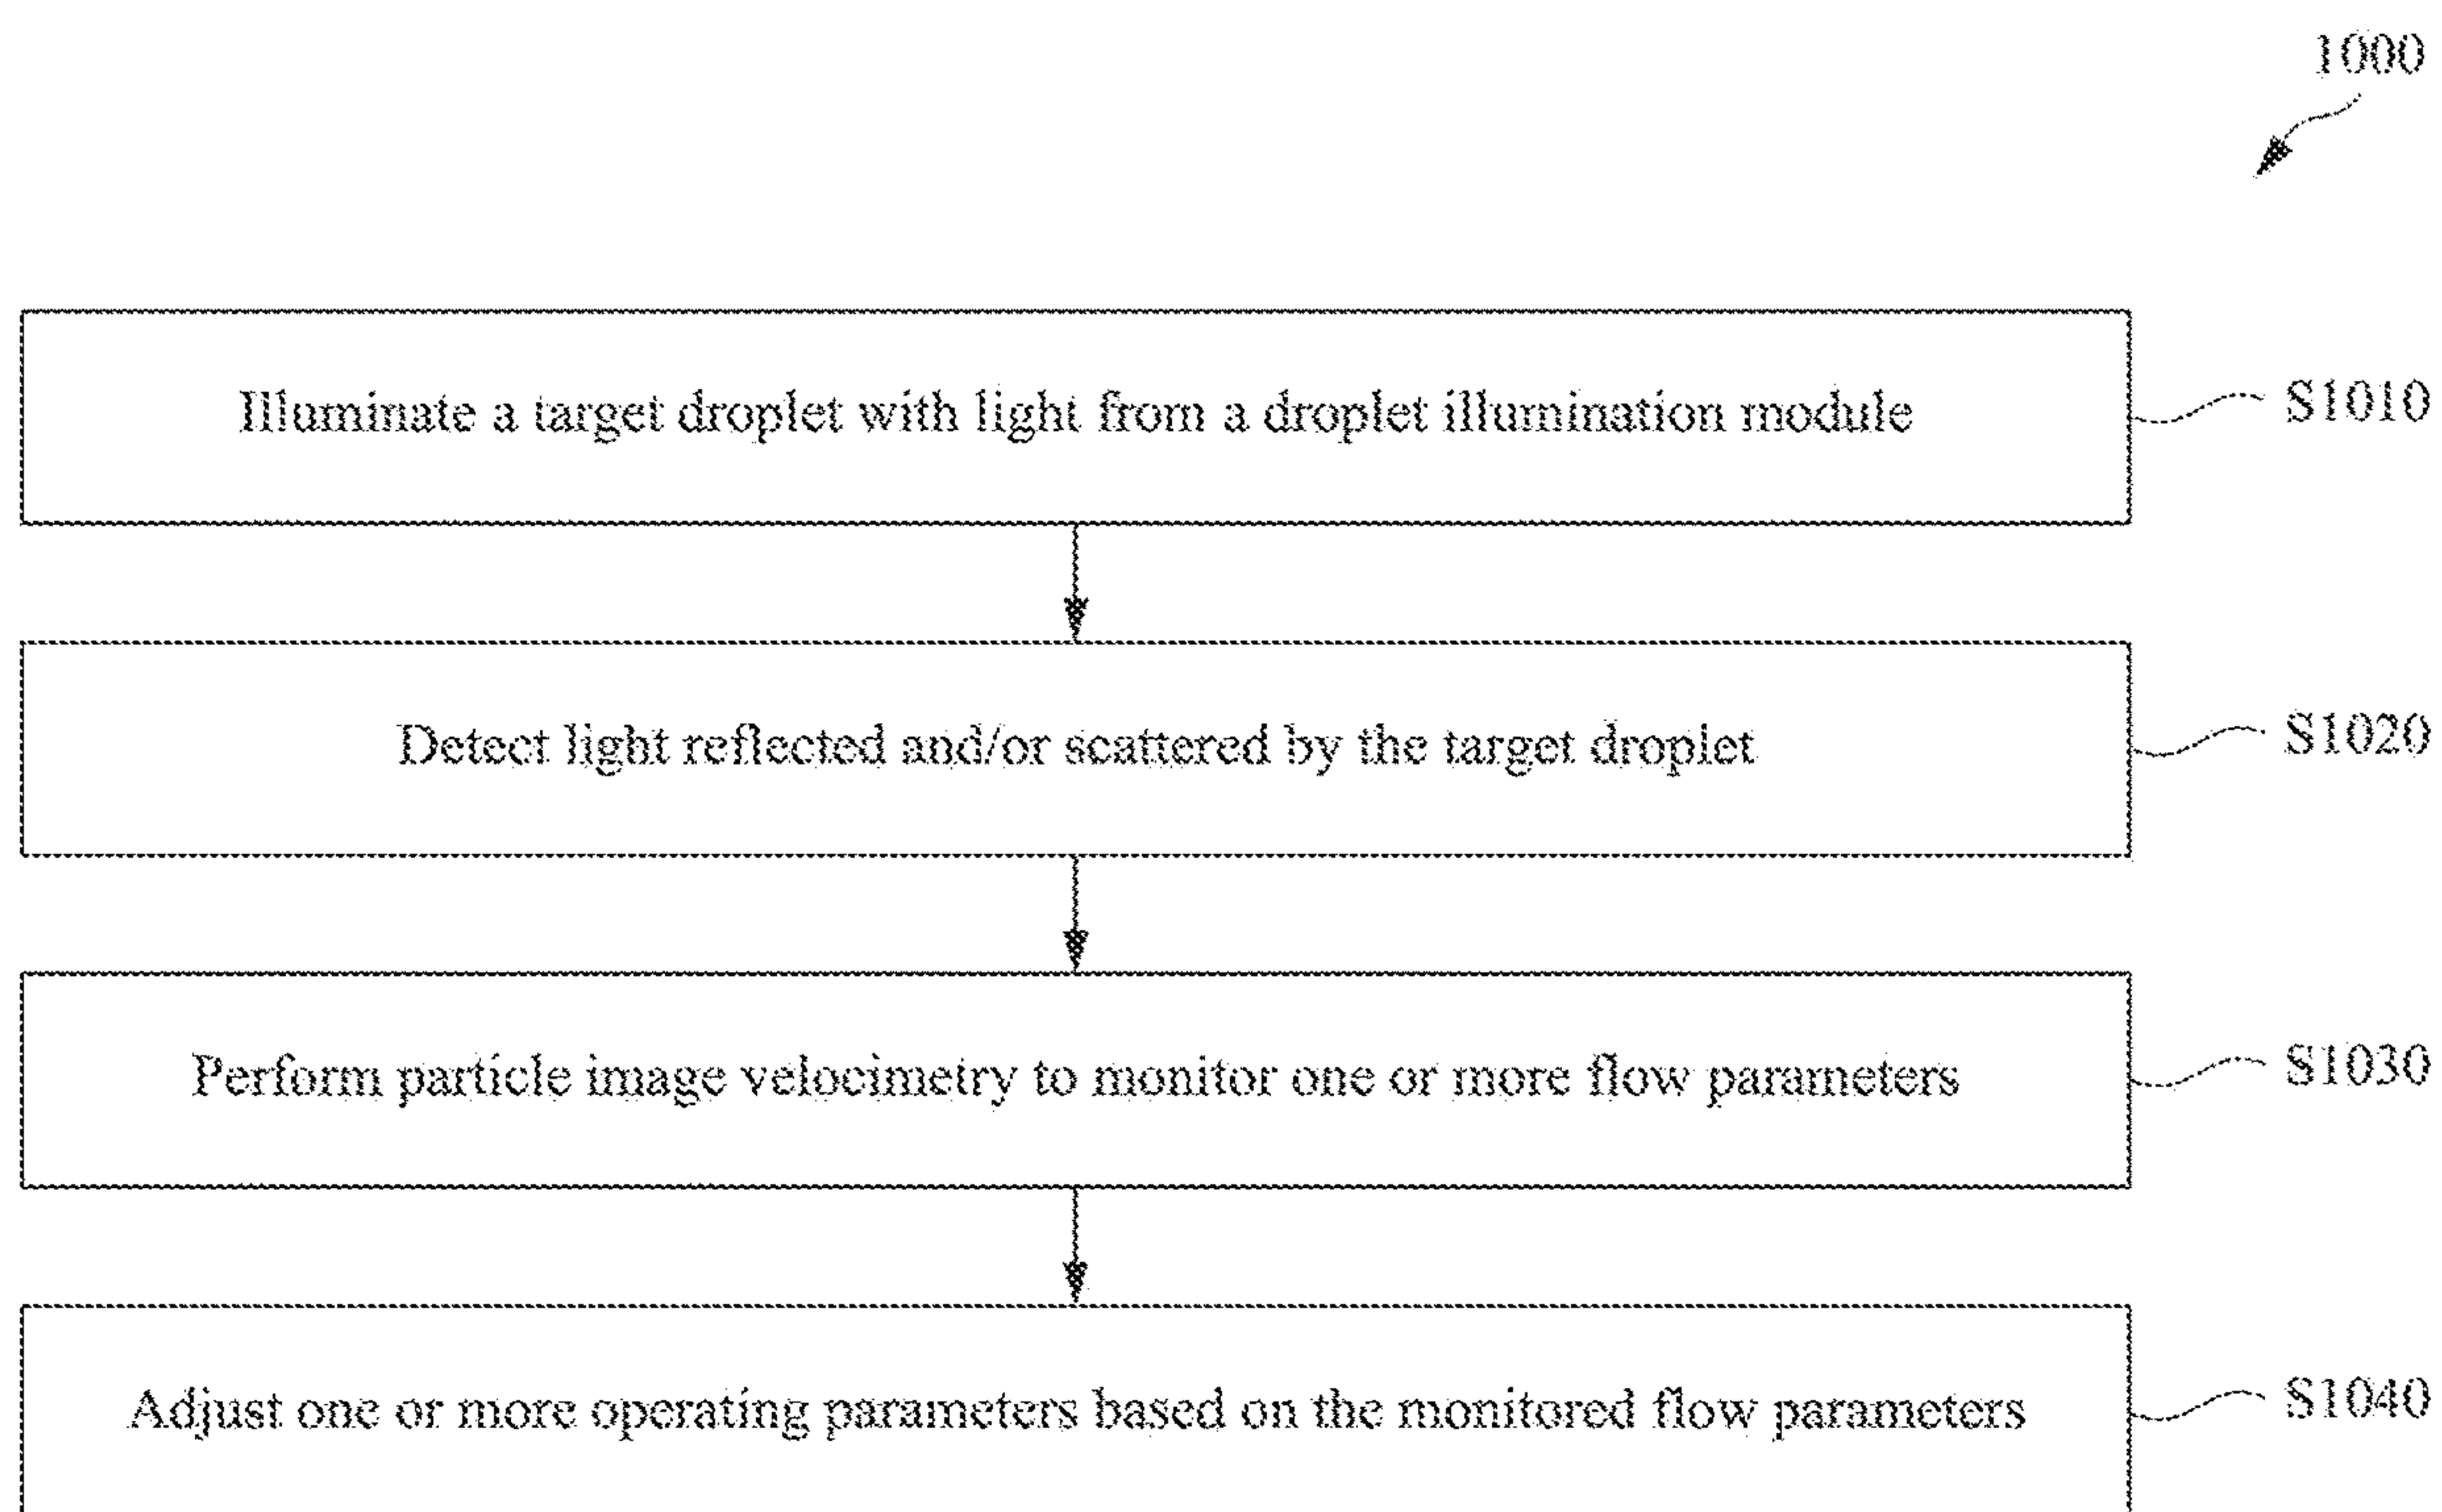 1000
Illuminate a target droplet with light from a droplet illumination module
S1010
Detect light reflected and/or scattered by the target droplet
S1020
Perform particle image velocimetry to monitor one or more flow parameters
S1030
Adjust one or more operating parameters based on the monitored flow parameters
S1040